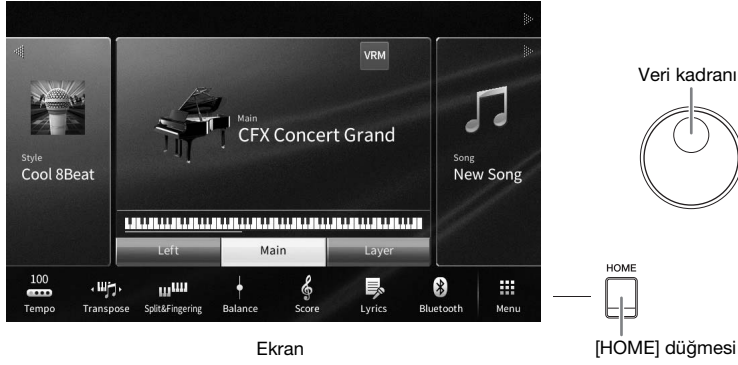 VRM
Main
CFX Concert Grand
Style
Cool 8Beat
Song
New Song
Left
Main
Layer
100
Tempo
Transpose
Split&Fingering
Balance
Score
Lyrics
Bluetooth
Menu
Ekran
Veri kadranı
HOME
[HOME] düğmesi